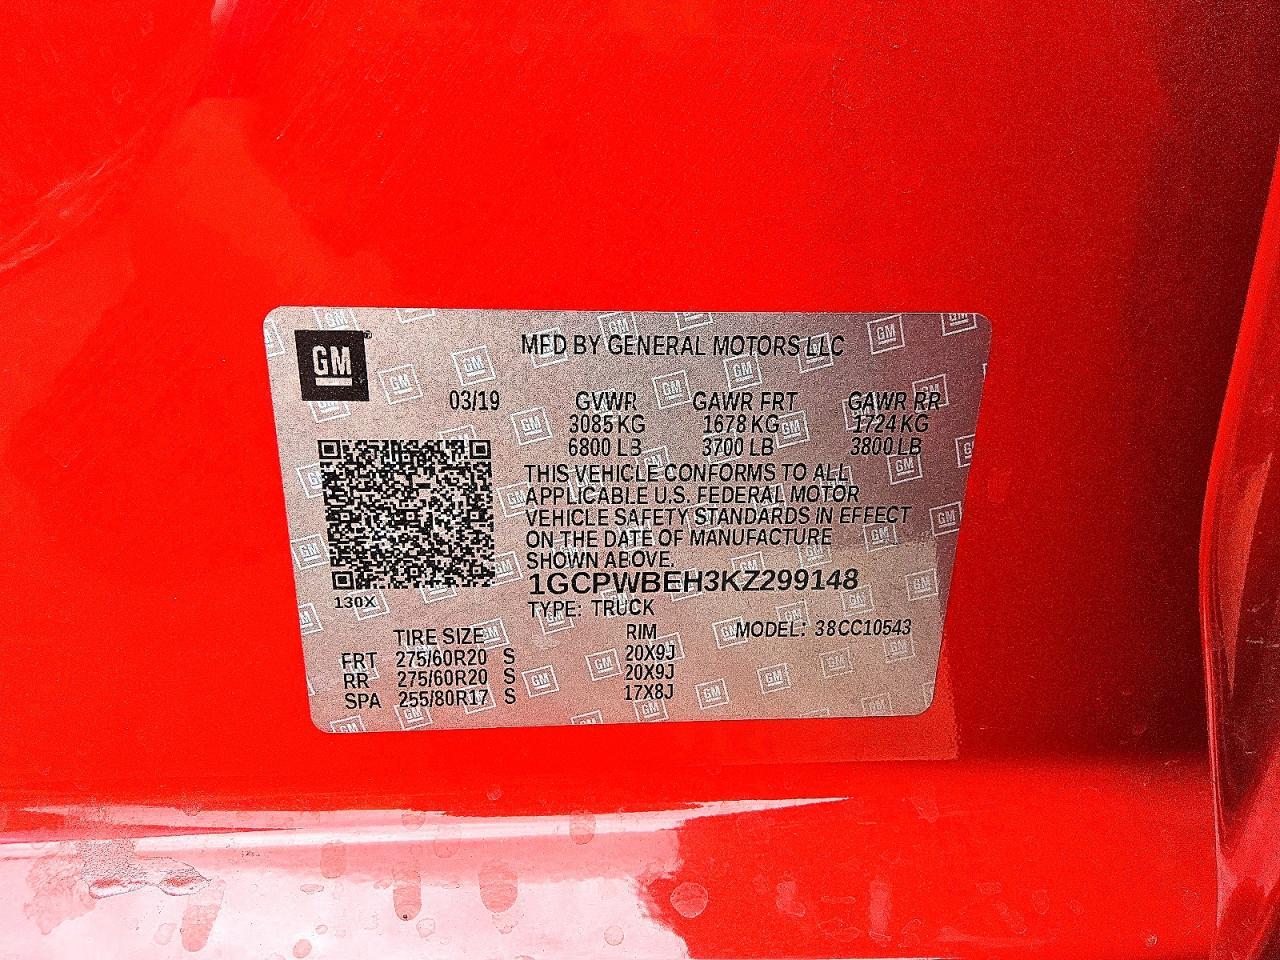 GM
MFD BY GENERAL MOTORS LLC
03/19 GVWR GAWR FRT GAWR RR
3085 KG 1678 KG 1724 KG
6800 LB 3700 LB 3800 LB
THIS VEHICLE CONFORMS TO ALL
APPLICABLE U.S. FEDERAL MOTOR
VEHICLE SAFETY STANDARDS IN EFFECT
ON THE DATE OF MANUFACTURE
SHOWN ABOVE.
1GCPWBEH3KZ299148
130X
TYPE: TRUCK
MODEL: 38CC10543
TIRE SIZE RIM
FRT 275/60R20 S 20X9J
RR 275/60R20 S 20X9J
SPA 255/80R17 S 17X8J